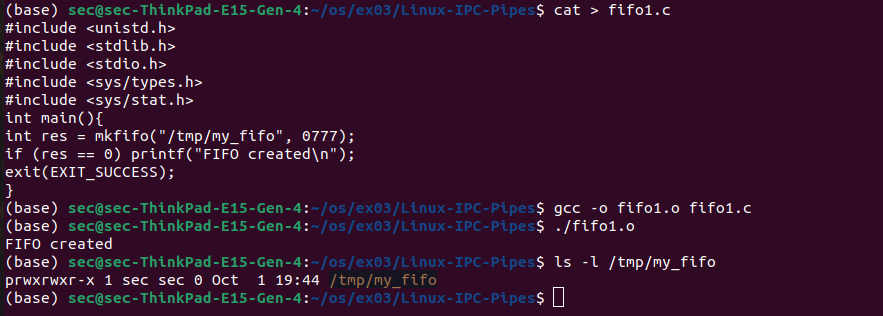 (base) sec@sec-ThinkPad-E15-Gen-4:~/os/ex03/Linux-IPC-Pipes$ cat > fifo1.c
#include <unistd.h>
#include <stdlib.h>
#include <stdio.h>
#include <sys/types.h>
#include <sys/stat.h>
int main(){
int res = mkfifo("/tmp/my_fifo", 0777);
if (res == 0) printf("FIFO created\n");
exit(EXIT_SUCCESS);
}
(base) sec@sec-ThinkPad-E15-Gen-4:~/os/ex03/Linux-IPC-Pipes$ gcc -o fifo1.o fifo1.c
(base) sec@sec-ThinkPad-E15-Gen-4:~/os/ex03/Linux-IPC-Pipes$ ./fifo1.o
FIFO created
(base) sec@sec-ThinkPad-E15-Gen-4:~/os/ex03/Linux-IPC-Pipes$ ls -l /tmp/my_fifo
prwxrwxr-x 1 sec sec 0 Oct  1 19:44 /tmp/my_fifo
(base) sec@sec-ThinkPad-E15-Gen-4:~/os/ex03/Linux-IPC-Pipes$